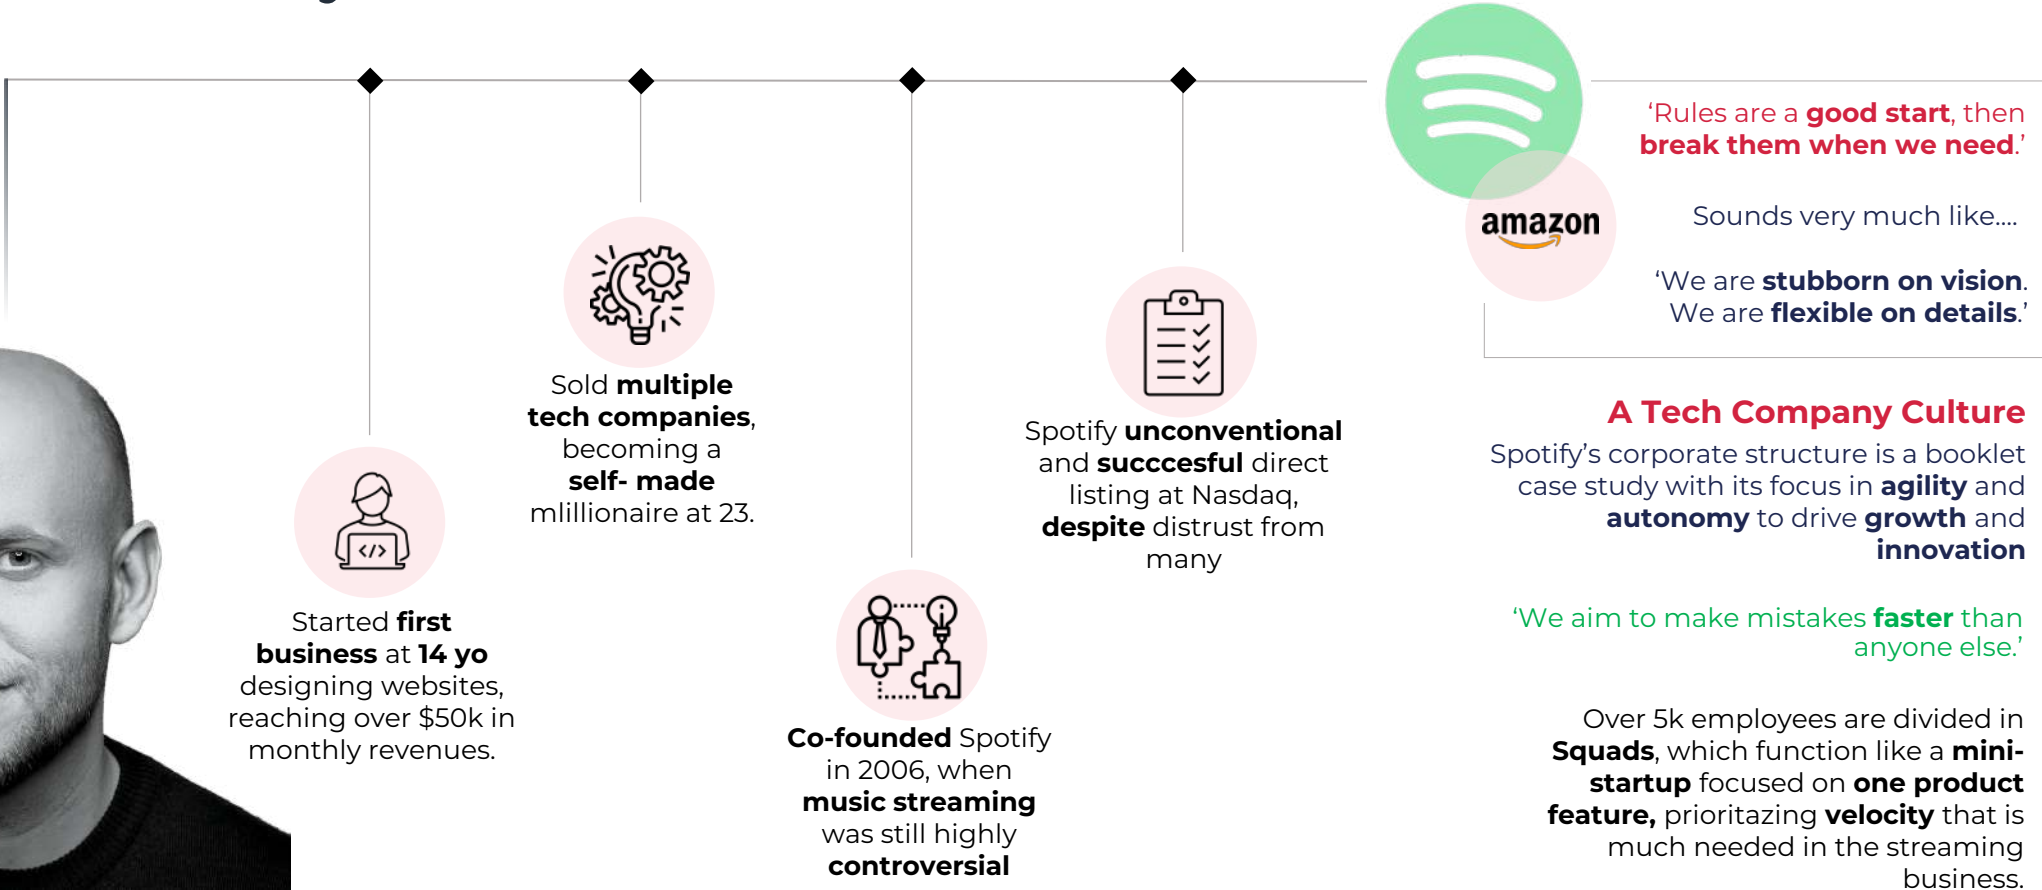 Started first
business at 14 yo
designing websites,
reaching over $50k in
monthly revenues.
</>
Sold multiple
tech companies,
becoming a
self- made
mlillionaire at 23.
Co-founded Spotify
in 2006, when
music streaming
was still highly
controversial
Spotify unconventional
and succcesful direct
listing at Nasdaq,
despite distrust from
many
amazon
‘Rules are a good start, then
break them when we need.’
Sounds very much like....
‘We are stubborn on vision.
We are flexible on details.’
A Tech Company Culture
Spotify’s corporate structure is a booklet
case study with its focus in agility and
autonomy to drive growth and
innovation
‘We aim to make mistakes faster than
anyone else.’
Over 5k employees are divided in
Squads, which function like a mini-
startup focused on one product
feature, prioritazing velocity that is
much needed in the streaming
business.